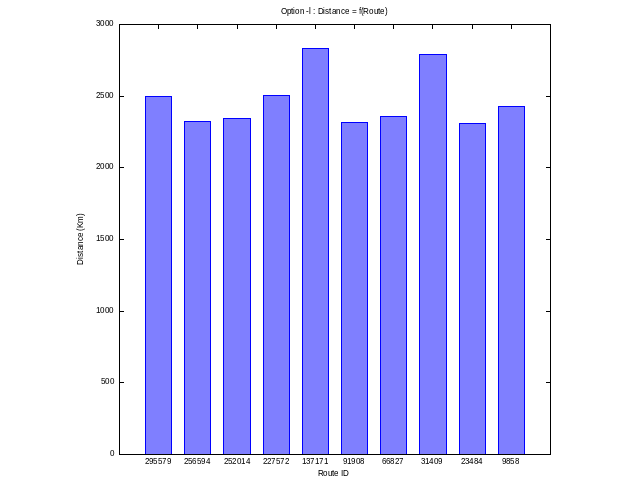 Option -l : Distance = f(Route)
3000
2500
2000
1500
1000
500
0
Distance (Km)
295579 256594 252014 227572 137171 91908 66827 31409 23484 9858
Route ID